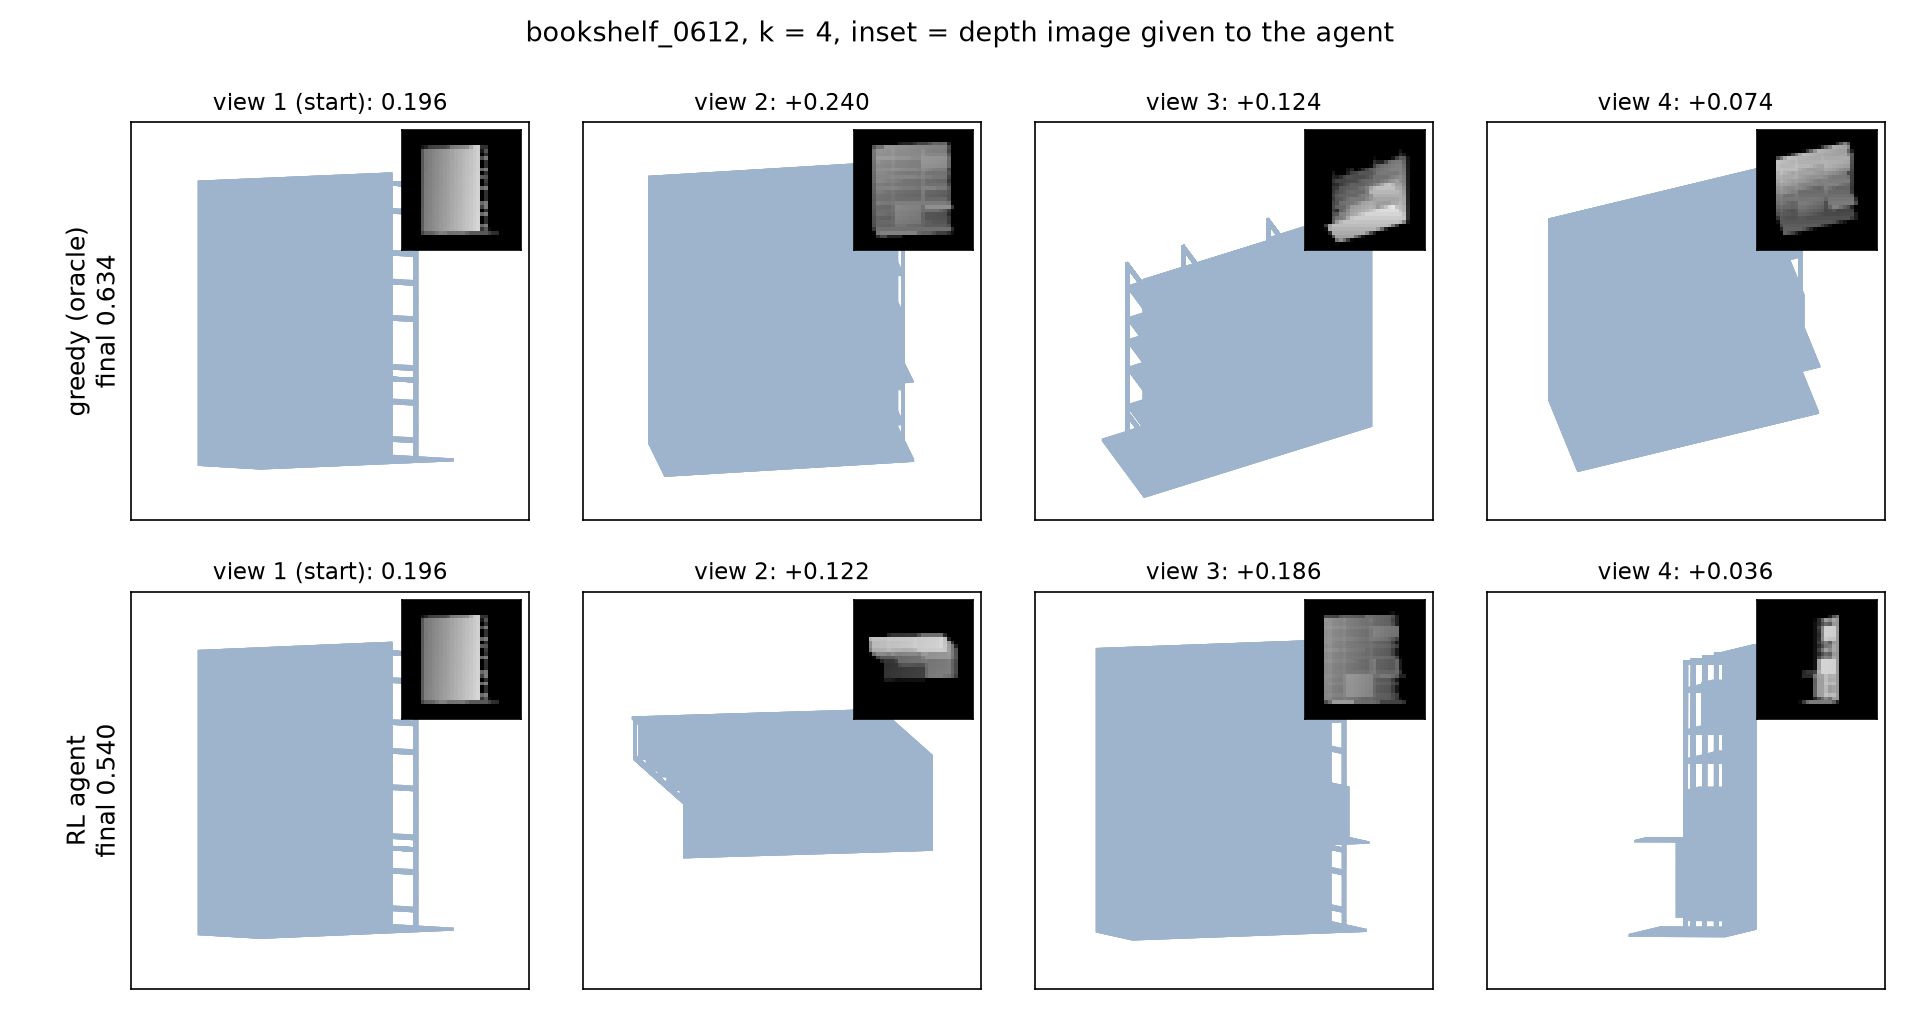 bookshelf_0612, k = 4, inset = depth image given to the agent
greedy (oracle)
final 0.634
view 1 (start): 0.196
view 2: +0.240
view 3: +0.124
view 4: +0.074
RL agent
final 0.540
view 1 (start): 0.196
view 2: +0.122
view 3: +0.186
view 4: +0.036